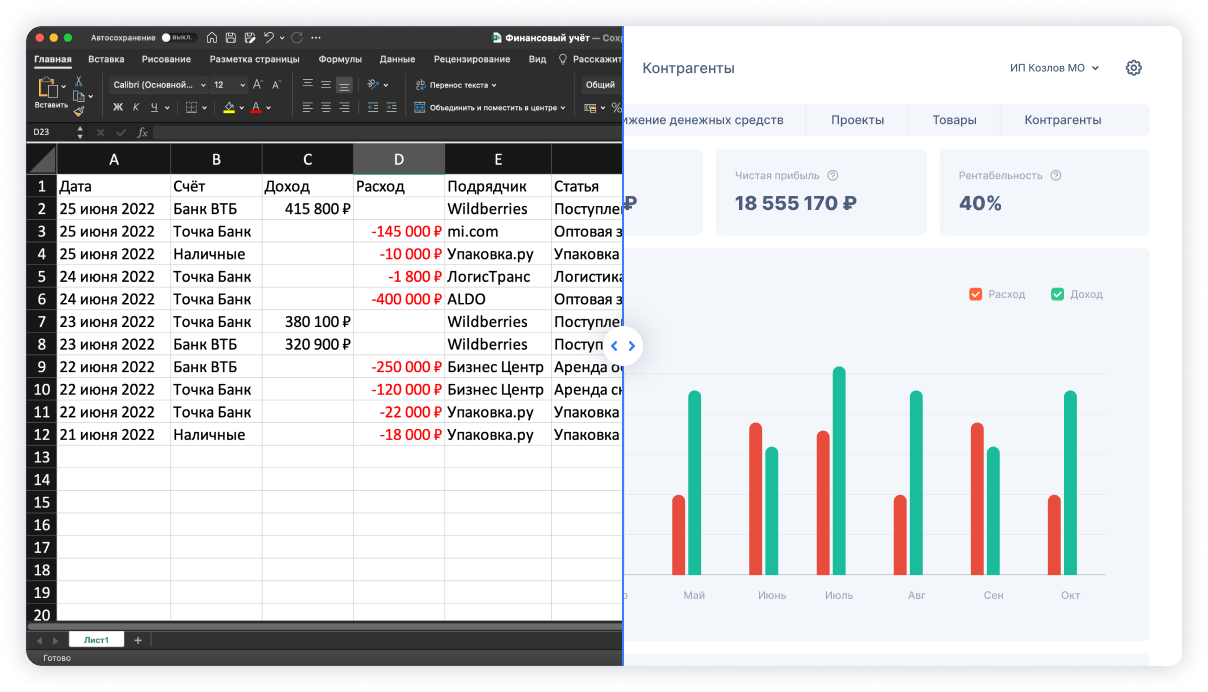 Автосохранение ВЫКЛ.
Финансовый учёт — Сохр
Главная Вставка Рисование Разметка страницы Формулы Данные Рецензирование Вид Расскажит
Вставить
Calibri (Основной... 12 A A
Ж К Ч А
Перенос текста
Объединить и поместить в центре
Общий
%
D23
fx
A B C D E
1 Дата Счёт Доход Расход Подрядчик Статья
2 25 июня 2022 Банк ВТБ 415 800 ₽ Wildberries Поступле
3 25 июня 2022 Точка Банк -145 000 ₽ mi.com Оптовая з
4 25 июня 2022 Наличные -10 000 ₽ Упаковка.ру Упаковка
5 24 июня 2022 Точка Банк -1 800 ₽ ЛогисТранс Логистика
6 24 июня 2022 Точка Банк -400 000 ₽ ALDO Оптовая з
7 23 июня 2022 Точка Банк 380 100 ₽ Wildberries Поступле
8 23 июня 2022 Банк ВТБ 320 900 ₽ Wildberries Поступ
9 22 июня 2022 Банк ВТБ -250 000 ₽ Бизнес Центр Аренда о
10 22 июня 2022 Точка Банк -120 000 ₽ Бизнес Центр Аренда ск
11 22 июня 2022 Точка Банк -22 000 ₽ Упаковка.ру Упаковка
12 21 июня 2022 Наличные -18 000 ₽ Упаковка.ру Упаковка
13
14
15
16
17
18
19
20
Лист1 +
Готово
Контрагенты
ИП Козлов МО
ижение денежных средств Проекты Товары Контрагенты
₽
Чистая прибыль ?
18 555 170 ₽
Рентабельность ?
40%
Расход Доход
р Май Июнь Июль Авг Сен Окт